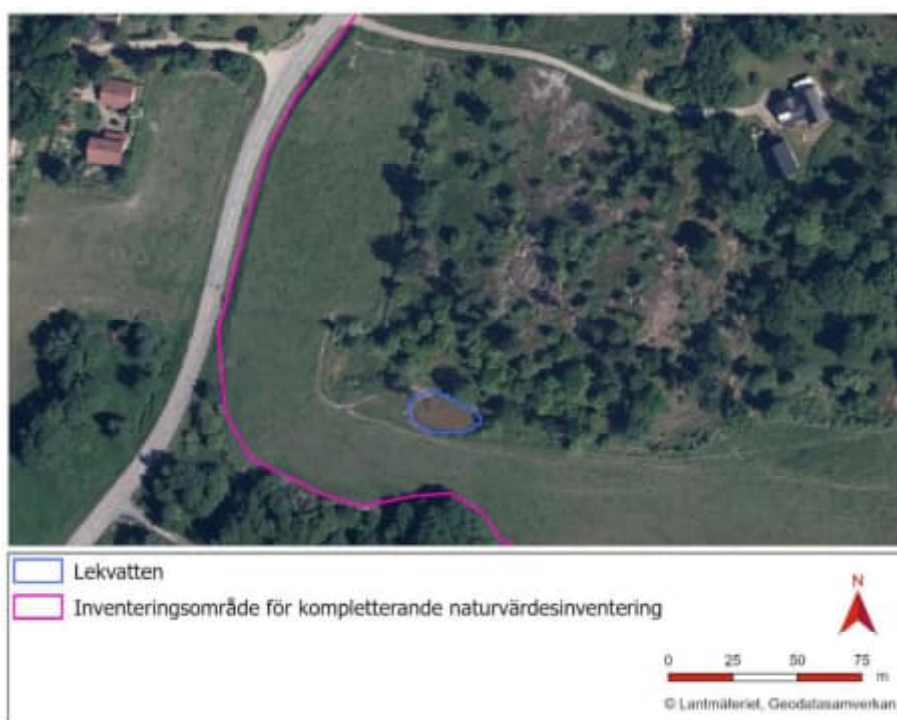 Lekvatten
Inventeringsområde för kompletterande naturvärdesinventering
N
0 25 50 75
m
© Lantmäteriet, Geodatasamverkan